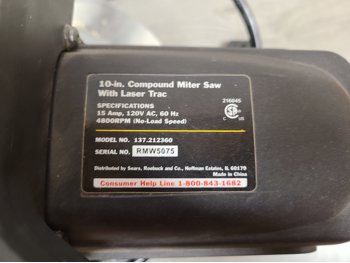 10-in. Compound Miter Saw
With Laser Trac
SPECIFICATIONS
15 Amp, 120V AC, 60 Hz
4800RPM (No-Load Speed)
216045
C US
MODEL NO. 137.212360
SERIAL NO. RMW5075
Distributed by Sears, Roebuck and Co., Hoffman Estates, IL 60179
Made in China
Consumer Help Line 1-800-843-1682